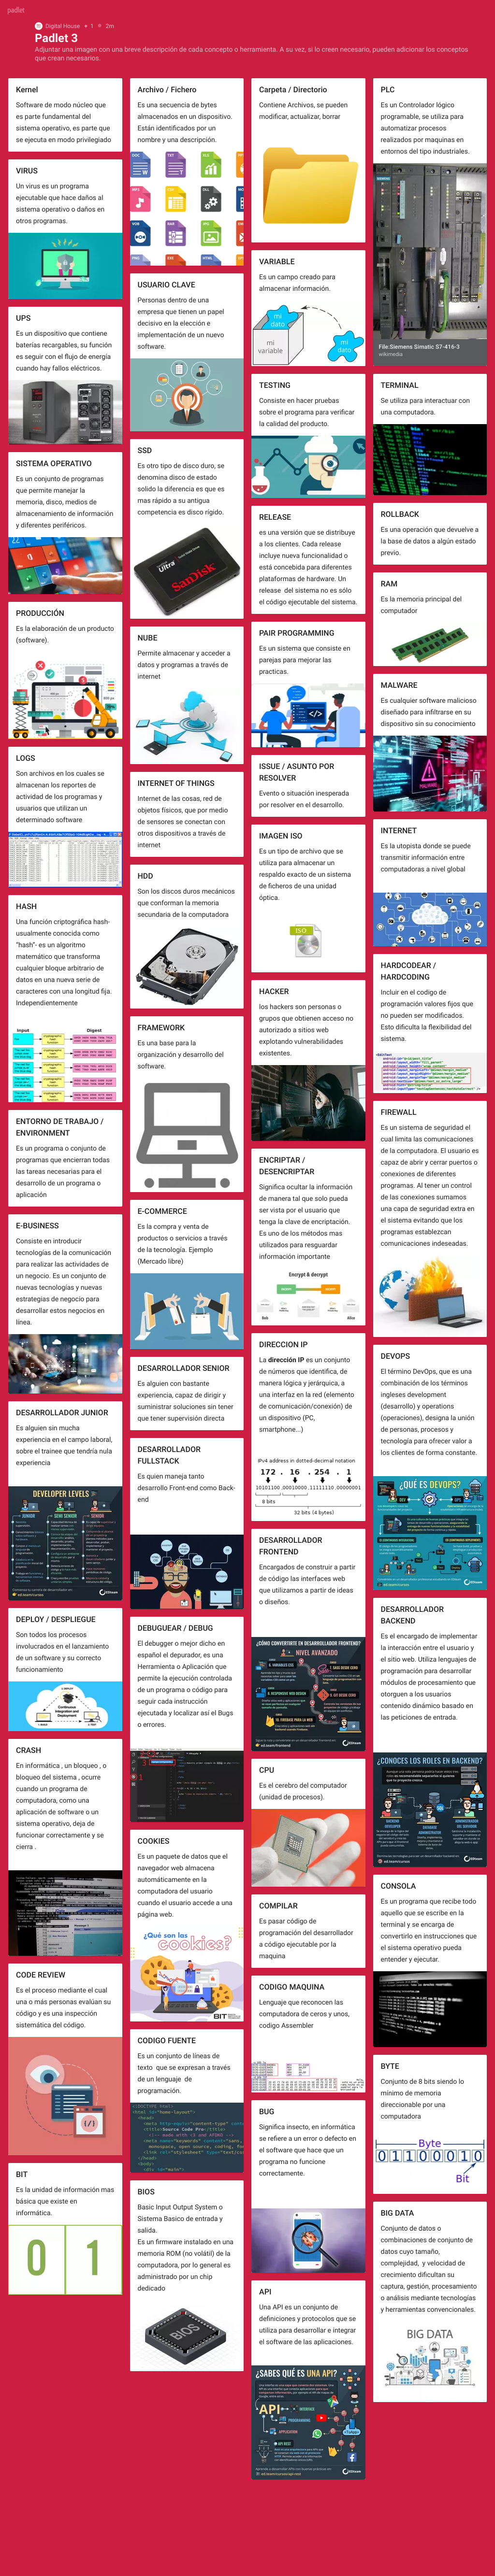 padlet
Digital House
1
2m
Padlet 3
Adjuntar una Imagen con una breve descripción de cada concepto o herramienta. A su vez, si lo creen necesario, pueden adicionar los conceptos
que crean necesarios.
Kernel
Software de modo núcleo que
es parte fundamental del
sistema operativo, es parte que
se ejecuta en modo privilegiado
VIRUS
Un virus es un programa
ejecutable que hace daños al
sistema operativo o daños en
otros programas.
UPS
Es un dispositivo que contiene
baterías recargables, su función
es seguir con el flujo de energía
cuando hay fallos eléctricos.
SISTEMA OPERATIVO
Es un conjunto de programas
que permite manejar la
memoria, disco, medios de
almacenamiento de información
y diferentes periféricos.
PRODUCCIÓN
Es la elaboración de un producto
(software).
LOGS
Son archivos en los cuales se
almacenan los reportes de
actividad de los programas y
usuarios que utilizan un
determinado software
HASH
Una función criptográfica hash-
usualmente conocida como
"hash"- es un algoritmo
matemático que transforma
cualquier bloque arbitrario de
datos en una nueva serie de
caracteres con una longitud fija.
Independientemente
Input
Digest
ENTORNO DE TRABAJO /
ENVIRONMENT
Es un programa o conjunto de
programas que encierran todas
las tareas necesarias para el
desarrollo de un programa o
aplicación
E-BUSINESS
Consiste en introducir
tecnologías de la comunicación
para realizar las actividades de
un negocio. Es un conjunto de
nuevas tecnologías y nuevas
estrategias de negocio para
desarrollar estos negocios en
línea.
DESARROLLADOR JUNIOR
Es alguien sin mucha
experiencia en el campo laboral,
sobre el trainee que tendría nula
experiencia
DEVELOPER LEVELS
JUNIOR
SEMI SENIOR
SENIOR
DEPLOY / DESPLIEGUE
Son todos los procesos
involucrados en el lanzamiento
de un software y su correcto
funcionamiento
CRASH
En informática , un bloqueo , o
bloqueo del sistema , ocurre
cuando un programa de
computadora, como una
aplicación de software o un
sistema operativo, deja de
funcionar correctamente y se
cierra .
CODE REVIEW
Es el proceso mediante el cual
una o más personas evalúan su
código y es una inspección
sistemática del código.
BIT
Es la unidad de información mas
básica que existe en
informática.
0 1
Archivo / Fichero
Es una secuencia de bytes
almacenados en un dispositivo.
Están identificados por un
nombre y una descripción.
USUARIO CLAVE
Personas dentro de una
empresa que tienen un papel
decisivo en la elección e
implementación de un nuevo
software.
SSD
Es otro tipo de disco duro, se
denomina disco de estado
solido la diferencia es que es
mas rápido a su antigua
competencia es disco rígido.
Ultra
SanDisk
NUBE
Permite almacenar y acceder a
datos y programas a través de
internet
INTERNET OF THINGS
Internet de las cosas, red de
objetos físicos, que por medio
de sensores se conectan con
otros dispositivos a través de
internet
HDD
Son los discos duros mecánicos
que conforman la memoria
secundaria de la computadora
FRAMEWORK
Es una base para la
organización y desarrollo del
software.
E-COMMERCE
Es la compra y venta de
productos o servicios a través
de la tecnología. Ejemplo
(Mercado libre)
DESARROLLADOR SENIOR
Es alguien con bastante
experiencia, capaz de dirigir y
suministrar soluciones sin tener
que tener supervisión directa
DESARROLLADOR
FULLSTACK
Es quien maneja tanto
desarrollo Front-end como Back-
end
DEBUGUEAR / DEBUG
El debugger o mejor dicho en
español el depurador, es una
Herramienta o Aplicación que
permite la ejecución controlada
de un programa o código para
seguir cada instrucción
ejecutada y localizar así el Bugs
o errores.
COOKIES
Es un paquete de datos que el
navegador web almacena
automáticamente en la
computadora del usuario
cuando el usuario accede a una
página web.
¿Qué son las
cookies?
BIT
CODIGO FUENTE
Es un conjunto de líneas de
texto que se expresan a través
de un lenguaje de
programación.
BIOS
Basic Input Output System o
Sistema Basico de entrada y
salida.
Es un firmware instalado en una
memoria ROM (no volátil) de la
computadora, por lo general es
administrado por un chip
dedicado
BIOS
Carpeta / Directorio
Contiene Archivos, se pueden
modificar, actualizar, borrar
VARIABLE
Es un campo creado para
almacenar información.
mi
dato
mi
variable
mi
dato
TESTING
Consiste en hacer pruebas
sobre el programa para verificar
la calidad del producto.
RELEASE
es una versión que se distribuye
a los clientes. Cada release
incluye nueva funcionalidad o
está concebida para diferentes
plataformas de hardware. Un
release del sistema no es sólo
el código ejecutable del sistema.
PAIR PROGRAMMING
Es un sistema que consiste en
parejas para mejorar las
practicas.
ISSUE / ASUNTO POR
RESOLVER
Evento o situación inesperada
por resolver en el desarrollo.
IMAGEN ISO
Es un tipo de archivo que se
utiliza para almacenar un
respaldo exacto de un sistema
de ficheros de una unidad
óptica.
ISO
HACKER
los hackers son personas o
grupos que obtienen acceso no
autorizado a sitios web
explotando vulnerabilidades
existentes.
ENCRIPTAR /
DESENCRIPTAR
Significa ocultar la información
de manera tal que solo pueda
ser vista por el usuario que
tenga la clave de encriptación.
Es uno de los métodos mas
utilizados para resguardar
información importante
Encrypt & decrypt
DIRECCION IP
La dirección IP es un conjunto
de números que identifica, de
manera lógica y jerárquica, a
una interfaz en la red (elemento
de comunicación/conexión) de
un dispositivo (PC,
smartphone...)
IPv4 address in dotted-decimal notation
172 . 16 . 254 . 1
10101100 .00010000 .11111110 .00000001
8 bits
32 bits (4 bytes)
DESARROLLADOR
FRONTEND
Encargados de construir a partir
de código las interfaces web
que utilizamos a partir de ideas
o diseños.
¿CÓMO CONVERTIRTE EN DESARROLLADOR FRONTEND?
NIVEL AVANZADO
CPU
Es el cerebro del computador
(unidad de procesos).
COMPILAR
Es pasar código de
programación del desarrollador
a código ejecutable por la
maquina
CODIGO MAQUINA
Lenguaje que reconocen las
computadora de ceros y unos,
codigo Assembler
BUG
Significa insecto, en informática
se refiere a un error o defecto en
el software que hace que un
programa no funcione
correctamente.
API
Una API es un conjunto de
definiciones y protocolos que se
utiliza para desarrollar e integrar
el software de las aplicaciones.
¿SABES QUÉ ES UNA API?
API
PLC
Es un Controlador lógico
programable, se utiliza para
automatizar procesos
realizados por maquinas en
entornos del tipo industriales.
File:Siemens Simatic S7-416-3
wikimedia
TERMINAL
Se utiliza para interactuar con
una computadora.
ROLLBACK
Es una operación que devuelve a
la base de datos a algún estado
previo.
RAM
Es la memoria principal del
computador
MALWARE
Es cualquier software malicioso
diseñado para infiltrarse en su
dispositivo sin su conocimiento
INTERNET
Es la utopista donde se puede
transmitir información entre
computadoras a nivel global
HARDCODEAR /
HARDCODING
Incluir en el codigo de
programación valores fijos que
no pueden ser modificados.
Esto dificulta la flexibilidad del
sistema.
FIREWALL
Es un sistema de seguridad el
cual limita las comunicaciones
de la computadora. El usuario es
capaz de abrir y cerrar puertos o
conexiones de diferentes
programas. Al tener un control
de las conexiones sumamos
una capa de seguridad extra en
el sistema evitando que los
programas establezcan
comunicaciones indeseadas.
DEVOPS
El término DevOps, que es una
combinación de los términos
ingleses development
(desarrollo) y operations
(operaciones), designa la unión
de personas, procesos y
tecnología para ofrecer valor a
los clientes de forma constante.
¿QUÉ ES DEVOPS?
DEV
OPS
DESARROLLADOR
BACKEND
Es el encargado de implementar
la interacción entre el usuario y
el sitio web. Utiliza lenguajes de
programación para desarrollar
módulos de procesamiento que
otorguen a los usuarios
contenido dinámico basado en
las peticiones de entrada.
¿CONOCES LOS ROLES EN BACKEND?
CONSOLA
Es un programa que recibe todo
aquello que se escribe en la
terminal y se encarga de
convertirlo en instrucciones que
el sistema operativo pueda
entender y ejecutar.
BYTE
Conjunto de 8 bits siendo lo
mínimo de memoria
direccionable por una
computadora
Byte
01100010
Bit
BIG DATA
Conjunto de datos o
combinaciones de conjunto de
datos cuyo tamaño,
complejidad, y velocidad de
crecimiento dificultan su
captura, gestión, procesamiento
o análisis mediante tecnologías
y herramientas convencionales.
BIG DATA